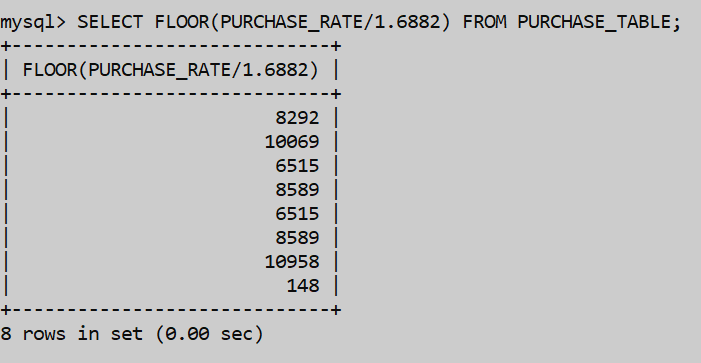 mysql> SELECT FLOOR(PURCHASE_RATE/1.6882) FROM PURCHASE_TABLE;
+-----------------------------+
| FLOOR(PURCHASE_RATE/1.6882) |
+-----------------------------+
|                        8292 |
|                       10069 |
|                        6515 |
|                        8589 |
|                        6515 |
|                        8589 |
|                       10958 |
|                         148 |
+-----------------------------+
8 rows in set (0.00 sec)